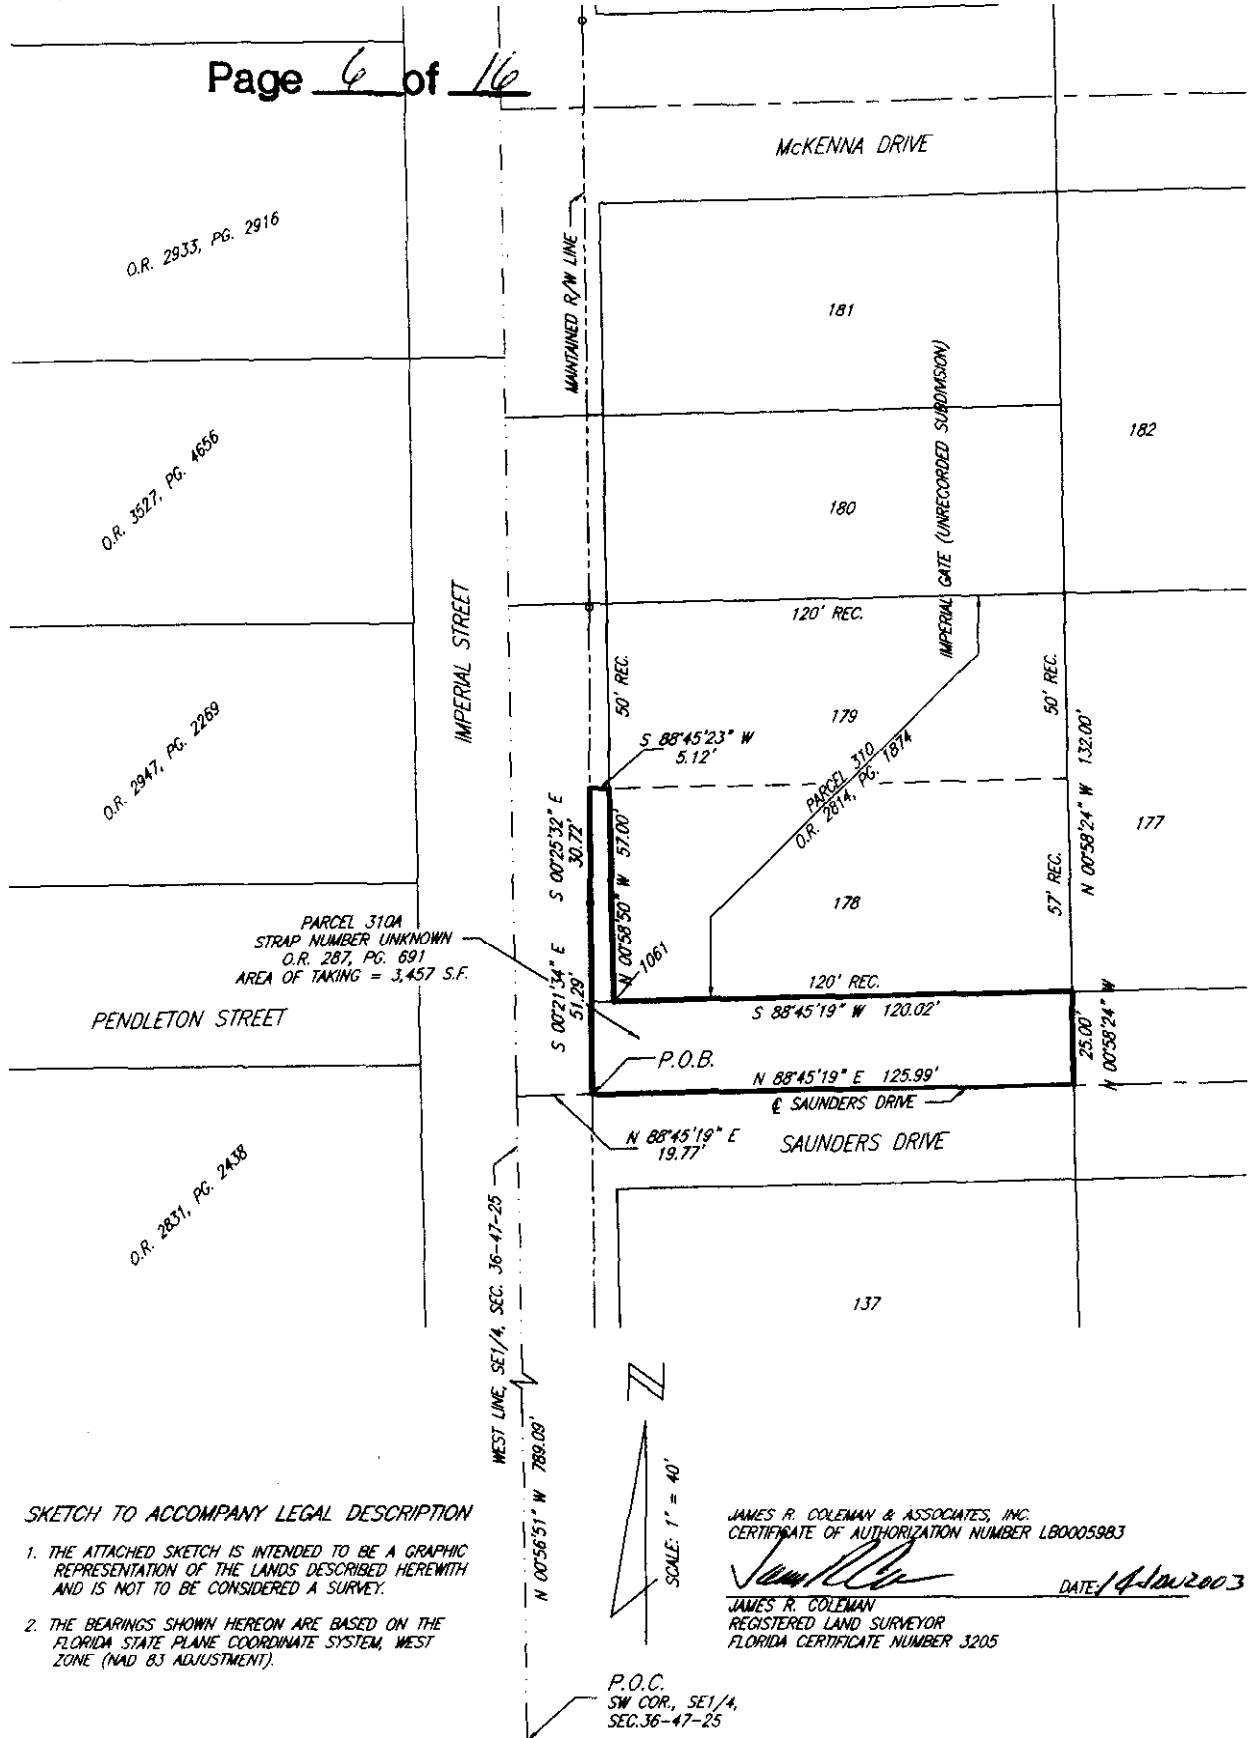 Page 6 of 16
McKENNA DRIVE
O.R. 2933, PG. 2916
MAINTAINED R/W LINE
181
IMPERIAL GATE (UNRECORDED SUBDIVISION)
182
O.R. 3527, PG. 4656
180
IMPERIAL STREET
120' REC.
50' REC.
50' REC.
179
S 88°45'23" W
5.12'
O.R. 2947, PG. 2269
PARCEL 310
O.R. 2814, PG. 1874
N 00°58'24" W 132.00'
177
S 00°25'32" E
30.72'
N 00°58'50" W 57.00'
57' REC.
178
PARCEL 310A
STRAP NUMBER UNKNOWN
O.R. 287, PG. 691
AREA OF TAKING = 3,457 S.F.
S 00°21'34" E
51.29'
1061
120' REC.
S 88°45'19" W 120.02'
PENDLETON STREET
25.00'
N 00°58'24" W
P.O.B.
N 88°45'19" E 125.99'
℄ SAUNDERS DRIVE
N 88°45'19" E
19.77'
SAUNDERS DRIVE
O.R. 2831, PG. 2438
WEST LINE, SE1/4, SEC. 36-47-25
137
N 00°56'51" W 789.09'
N
SCALE: 1" = 40'
SKETCH TO ACCOMPANY LEGAL DESCRIPTION
1. THE ATTACHED SKETCH IS INTENDED TO BE A GRAPHIC
REPRESENTATION OF THE LANDS DESCRIBED HEREWITH
AND IS NOT TO BE CONSIDERED A SURVEY.
2. THE BEARINGS SHOWN HEREON ARE BASED ON THE
FLORIDA STATE PLANE COORDINATE SYSTEM, WEST
ZONE (NAD 83 ADJUSTMENT).
JAMES R. COLEMAN & ASSOCIATES, INC.
CERTIFICATE OF AUTHORIZATION NUMBER LB0005983
DATE: 14 JAN 2003
JAMES R. COLEMAN
REGISTERED LAND SURVEYOR
FLORIDA CERTIFICATE NUMBER 3205
P.O.C.
SW COR., SE1/4,
SEC.36-47-25